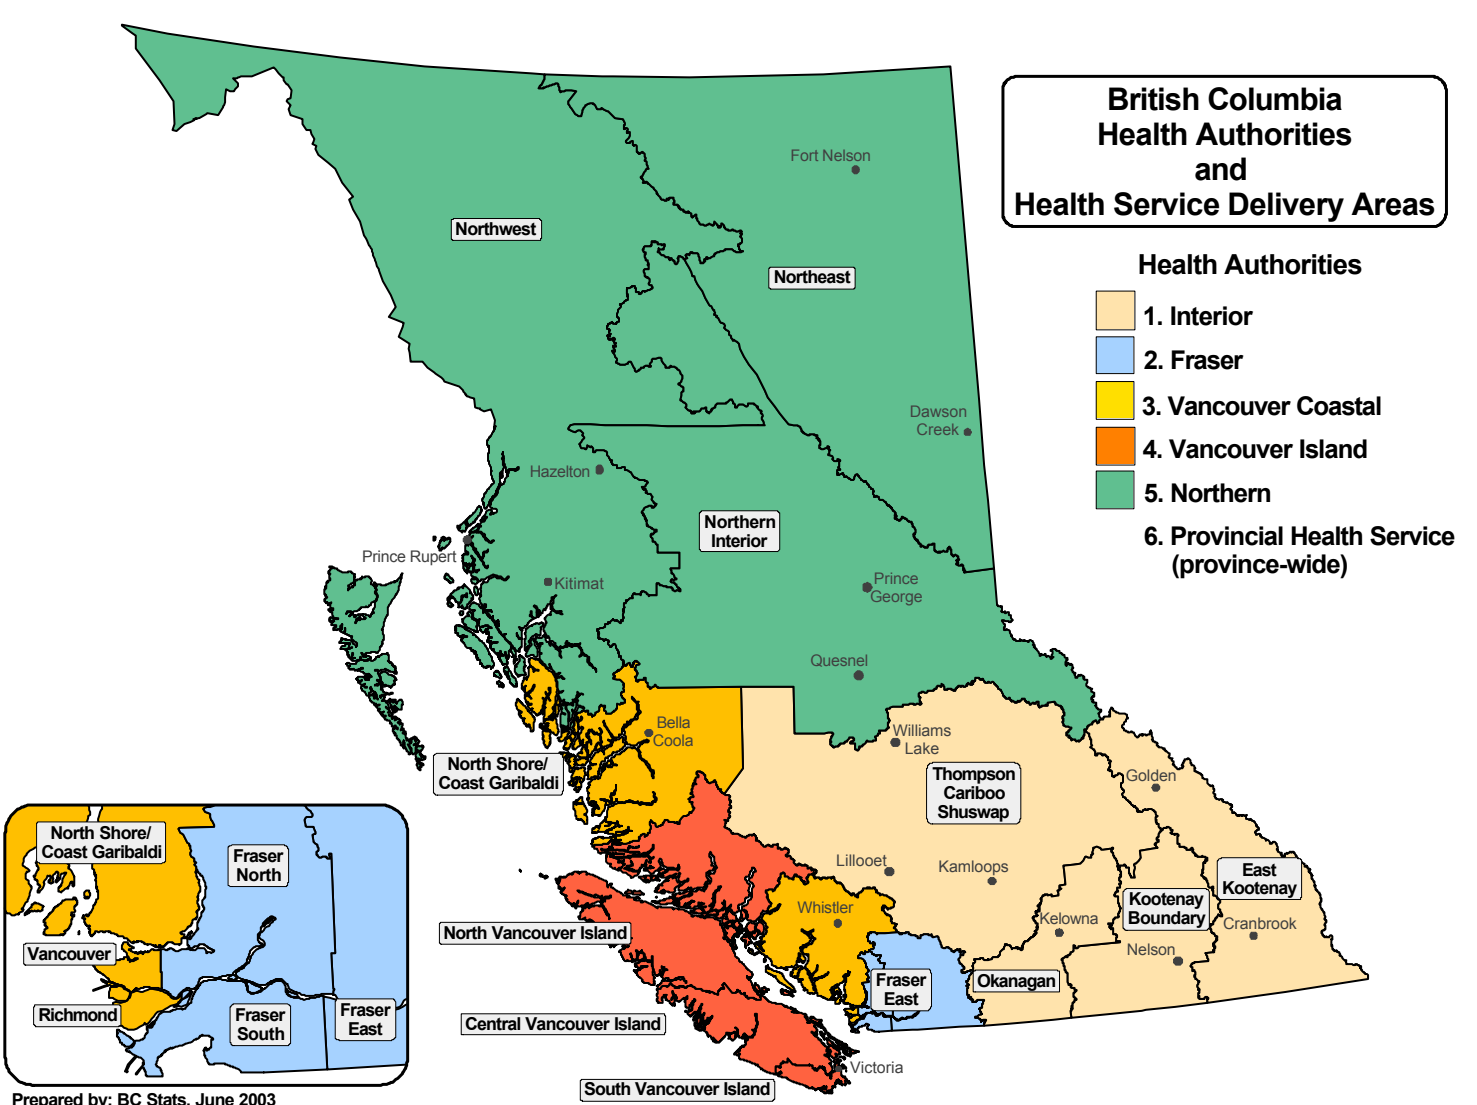 British Columbia
Health Authorities
and
Health Service Delivery Areas
Health Authorities
1. Interior
2. Fraser
3. Vancouver Coastal
4. Vancouver Island
5. Northern
6. Provincial Health Service
(province-wide)
Fort Nelson
Northwest
Northeast
Dawson
Creek
Hazelton
Northern
Interior
Prince Rupert
Kitimat
Prince
George
Quesnel
Bella
Coola
Williams
Lake
North Shore/
Coast Garibaldi
Thompson
Cariboo
Shuswap
Golden
Lillooet
Kamloops
East
Kootenay
Kootenay
Boundary
Whistler
Kelowna
Cranbrook
North Vancouver Island
Nelson
Fraser
East
Okanagan
Central Vancouver Island
Victoria
South Vancouver Island
North Shore/
Coast Garibaldi
Fraser
North
Vancouver
Richmond
Fraser
South
Fraser
East
Prepared by: BC Stats, June 2003